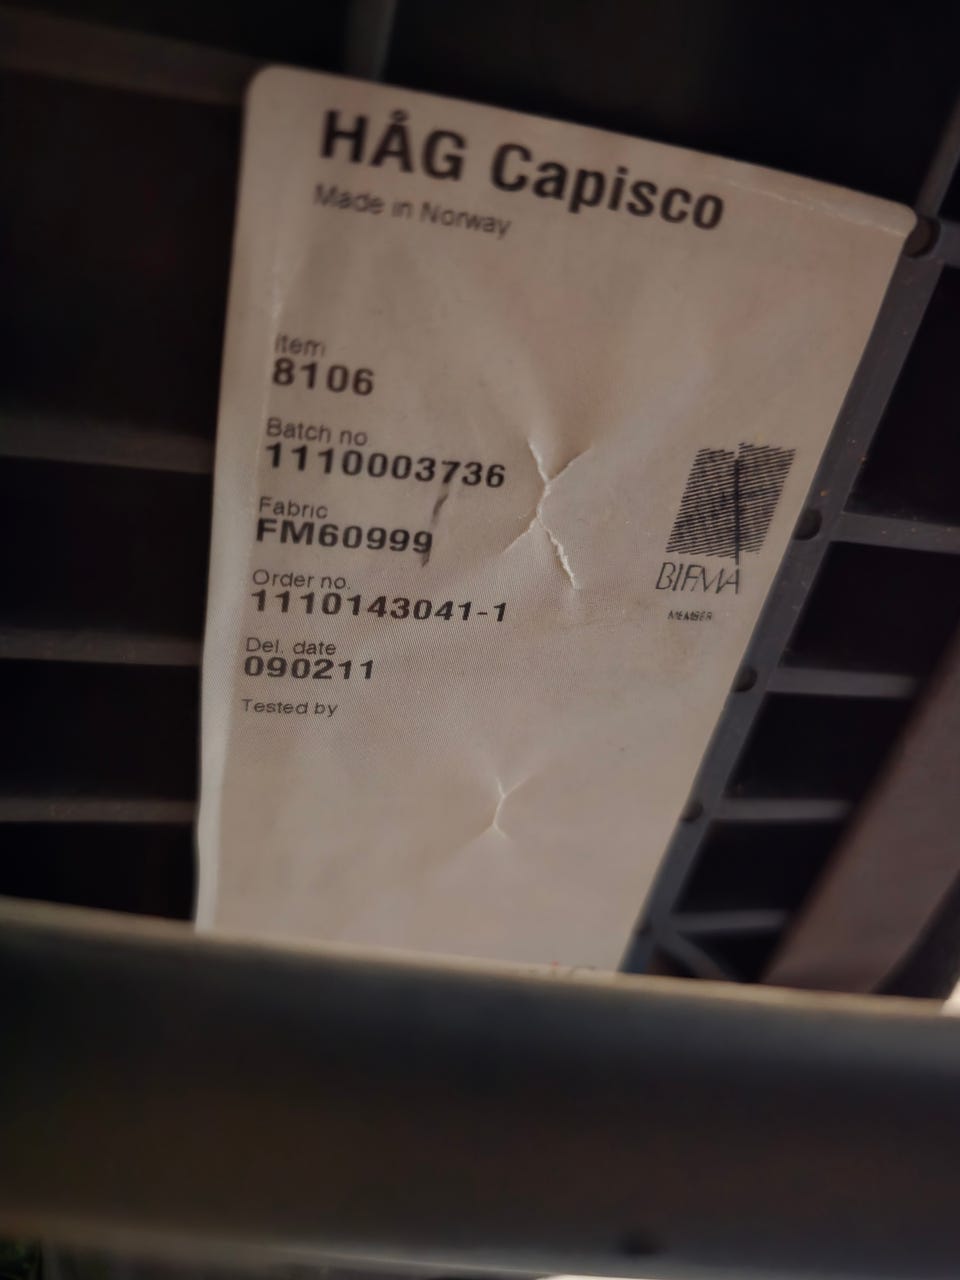 HÅG Capisco
Made in Norway
Item
8106
Batch no
1110003736
Fabric
FM60999
Order no.
1110143041-1
Del. date
090211
Tested by
BIFMA
MEMBER